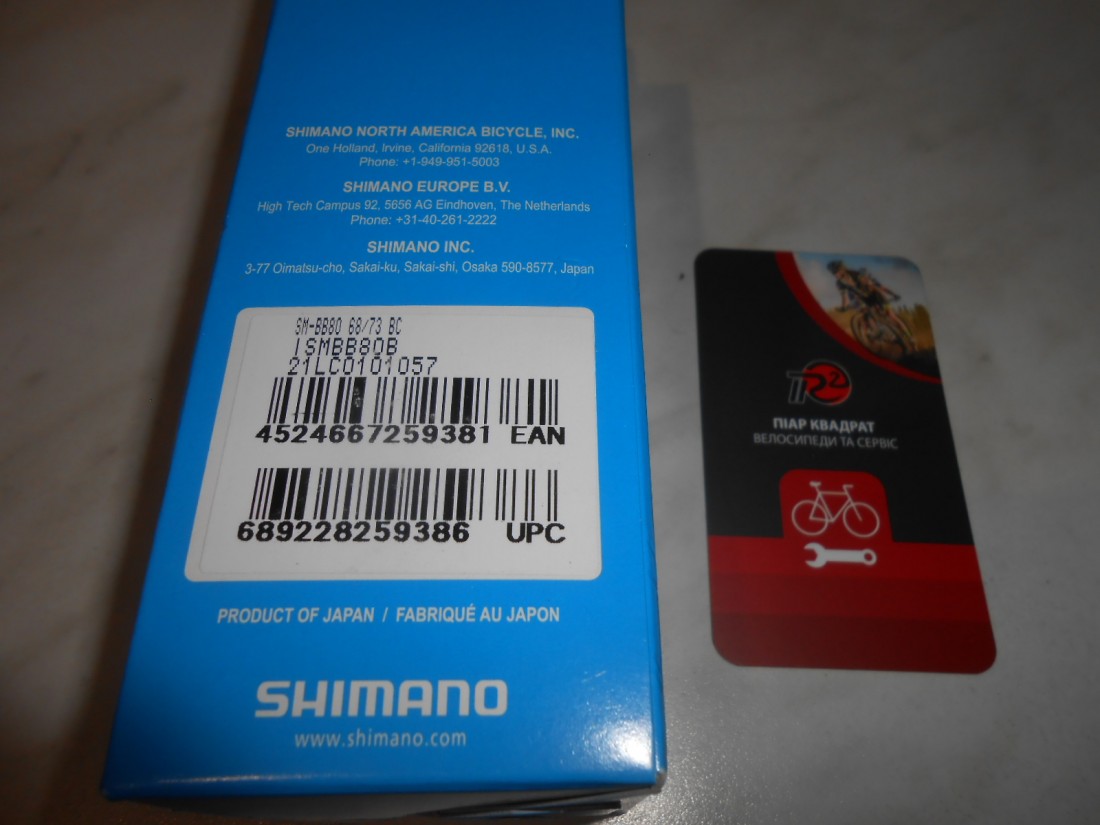 SHIMANO NORTH AMERICA BICYCLE, INC.
One Holland, Irvine, California 92618, U.S.A.
Phone: +1-949-951-5003
SHIMANO EUROPE B.V.
High Tech Campus 92, 5656 AG Eindhoven, The Netherlands
Phone: +31-40-261-2222
SHIMANO INC.
3-77 Oimatsu-cho, Sakai-ku, Sakai-shi, Osaka 590-8577, Japan
SM-BB80 68/73 BC
ISMBB80B
21LC0101057
4524667259381 EAN
689228259386 UPC
PRODUCT OF JAPAN / FABRIQUÉ AU JAPON
SHIMANO
www.shimano.com
ПR2
ПІАР КВАДРАТ
ВЕЛОСИПЕДИ ТА СЕРВІС